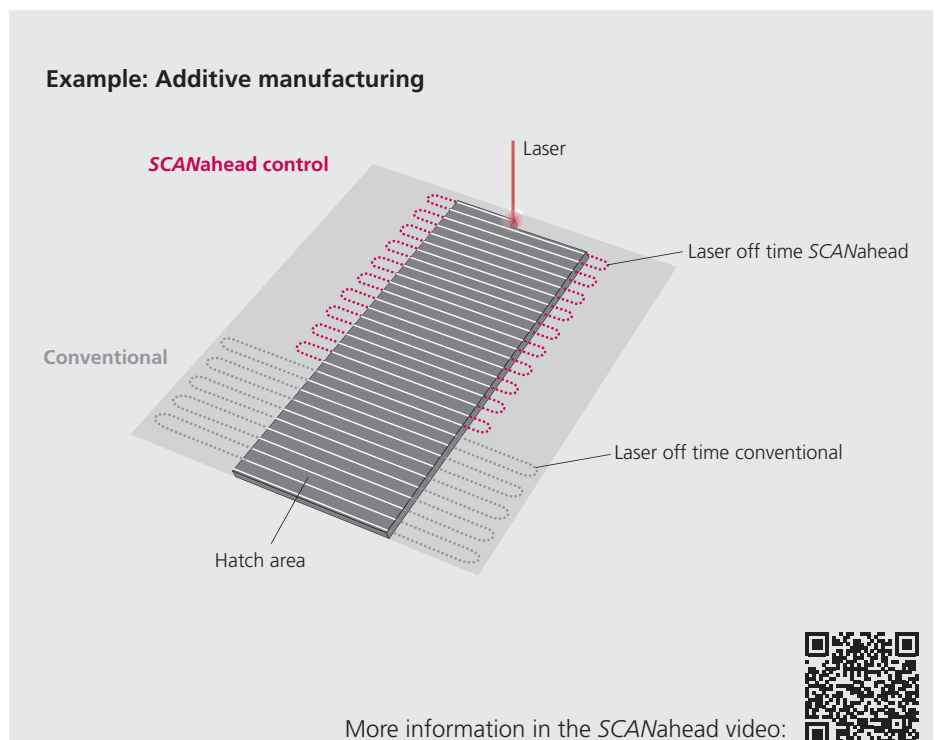 Example: Additive manufacturing
Laser
SCANahead control
Laser off time SCANahead
Conventional
Laser off time conventional
Hatch area
More information in the SCANahead video: